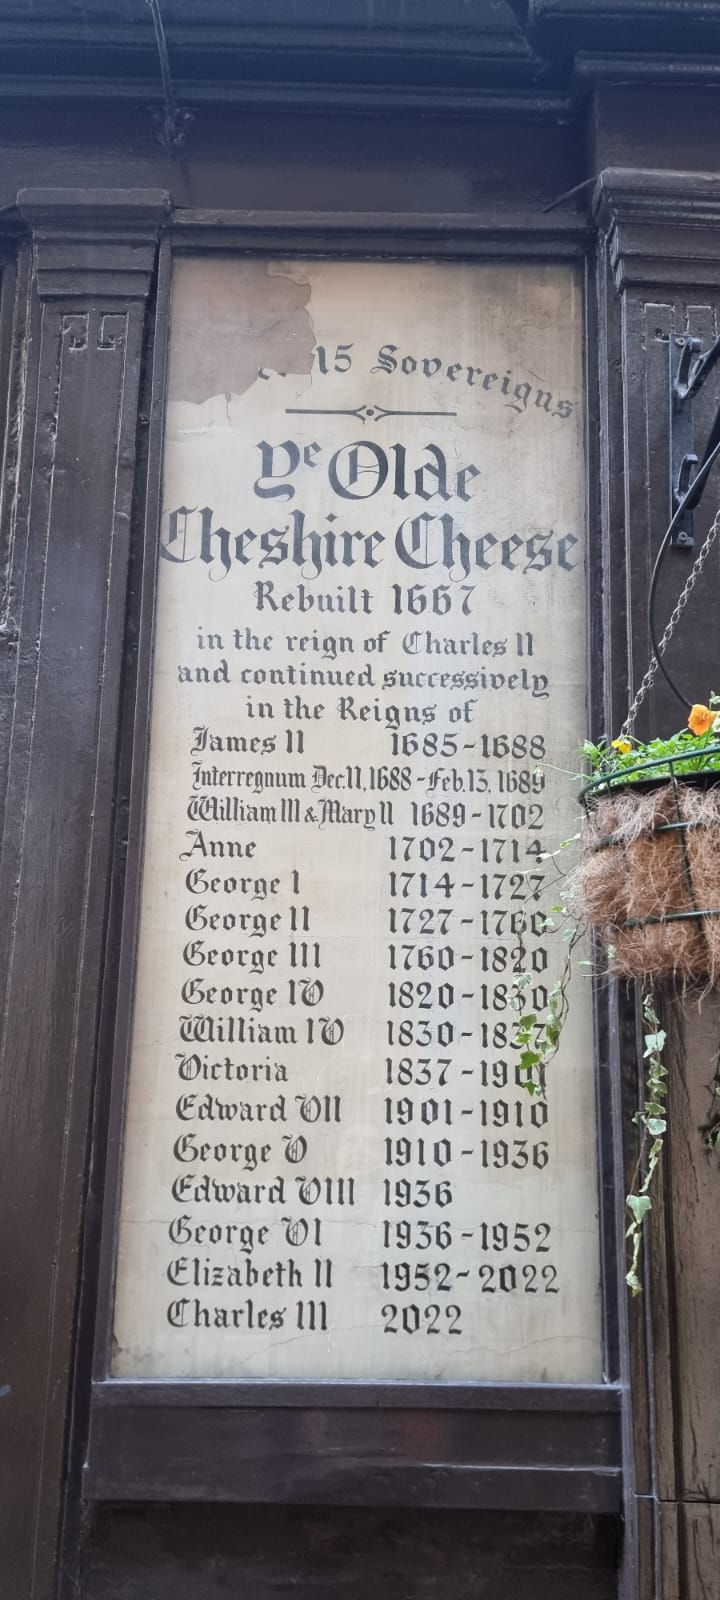 15 Sovereigns
Ye Olde
Cheshire Cheese
Rebuilt 1667
in the reign of Charles II
and continued successively
in the Reigns of
James II 1685-1688
Interregnum Dec.11,1688-Feb.13, 1689
William III & Mary II 1689-1702
Anne 1702-1714
George I 1714-1727
George II 1727-1760
George III 1760-1820
George IV 1820-1830
William IV 1830-1837
Victoria 1837-1901
Edward VII 1901-1910
George V 1910-1936
Edward VIII 1936
George VI 1936-1952
Elizabeth II 1952-2022
Charles III 2022